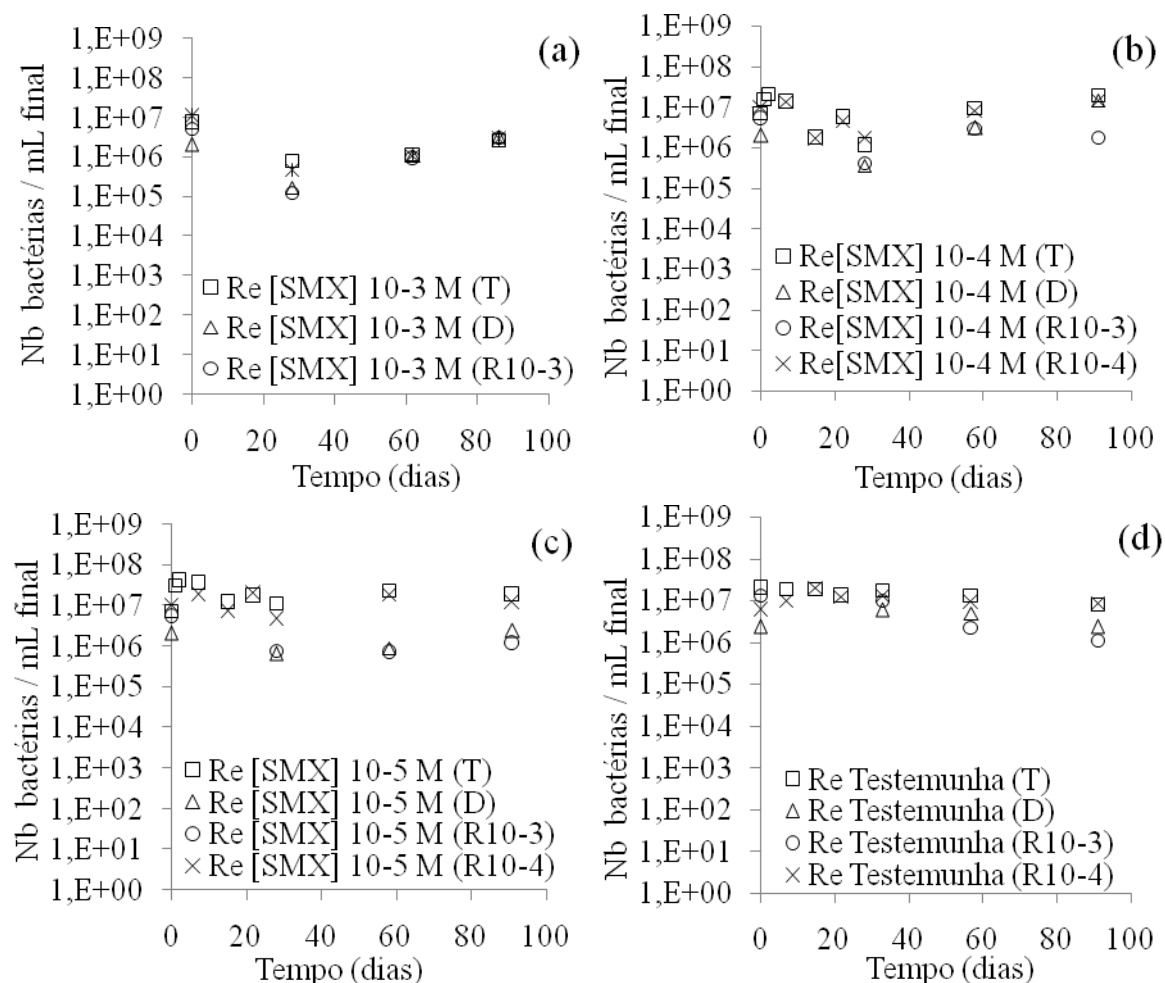 (a)
Nb bactérias / mL final
1,E+09
1,E+08
1,E+07
1,E+06
1,E+05
1,E+04
1,E+03
1,E+02
1,E+01
1,E+00
Re [SMX] 10-3 M (T)
Re [SMX] 10-3 M (D)
Re [SMX] 10-3 M (R10-3)
0 20 40 60 80 100
Tempo (dias)
(b)
Nb bactérias / mL final
1,E+09
1,E+08
1,E+07
1,E+06
1,E+05
1,E+04
1,E+03
1,E+02
1,E+01
1,E+00
Re[SMX] 10-4 M (T)
Re[SMX] 10-4 M (D)
Re[SMX] 10-4 M (R10-3)
Re[SMX] 10-4 M (R10-4)
0 20 40 60 80 100
Tempo (dias)
(c)
Nb bactérias / mL final
1,E+09
1,E+08
1,E+07
1,E+06
1,E+05
1,E+04
1,E+03
1,E+02
1,E+01
1,E+00
Re [SMX] 10-5 M (T)
Re [SMX] 10-5 M (D)
Re [SMX] 10-5 M (R10-3)
Re [SMX] 10-5 M (R10-4)
0 20 40 60 80 100
Tempo (dias)
(d)
Nb bactérias / mL final
1,E+09
1,E+08
1,E+07
1,E+06
1,E+05
1,E+04
1,E+03
1,E+02
1,E+01
1,E+00
Re Testemunha (T)
Re Testemunha (D)
Re Testemunha (R10-3)
Re Testemunha (R10-4)
0 20 40 60 80 100
Tempo (dias)